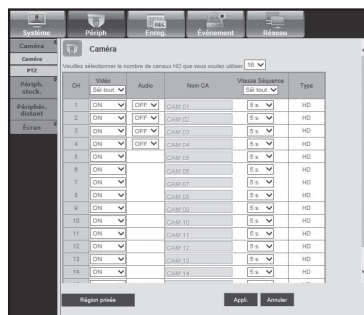 Système Périph Enreg. Événement Réseau
REC
Caméra
Caméra
PTZ
Périph. stock.
Périphér. distant
Écran
Caméra
Veuillez sélectionner le nombre de canaux HD que vous voulez utiliser 16
CH Vidéo Sél tout Audio Nom CA Vitesse Séquence Sél tout Type
1 ON OFF CAM 01 5 s HD
2 ON OFF CAM 02 5 s HD
3 ON OFF CAM 03 5 s HD
4 ON OFF CAM 04 5 s HD
5 ON CAM 05 5 s HD
6 ON CAM 06 5 s HD
7 ON CAM 07 5 s HD
8 ON CAM 08 5 s HD
9 ON CAM 09 5 s HD
10 ON CAM 10 5 s HD
11 ON CAM 11 5 s HD
12 ON CAM 12 5 s HD
13 ON CAM 13 5 s HD
14 ON CAM 14 5 s HD
Région privée Appli. Annuler